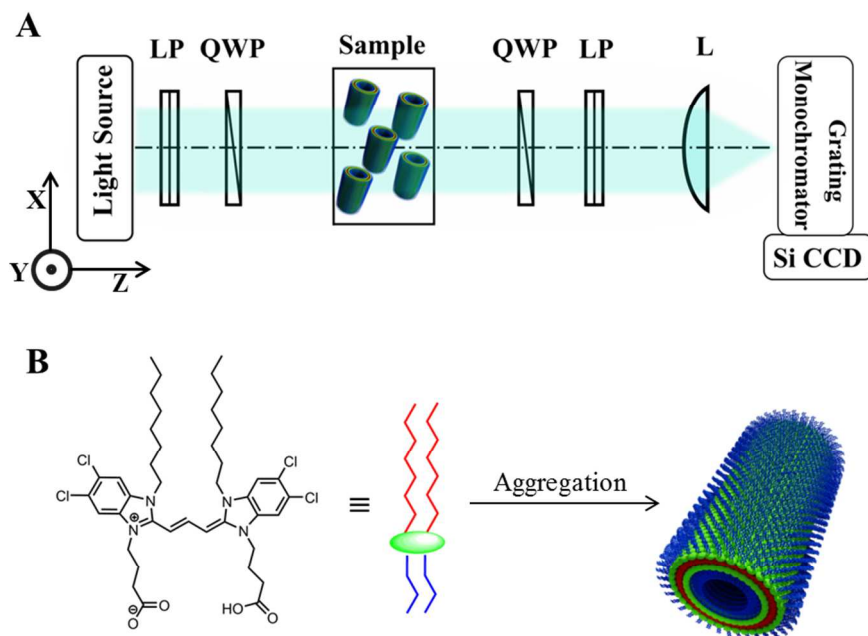 A
LP QWP Sample QWP LP L
Light Source
Grating
Monochromator
Si CCD
X
Y
Z
B
Cl
Cl
Cl
Cl
N
N
N
N
⊕
⊖
O
O
HO
O
≡
Aggregation